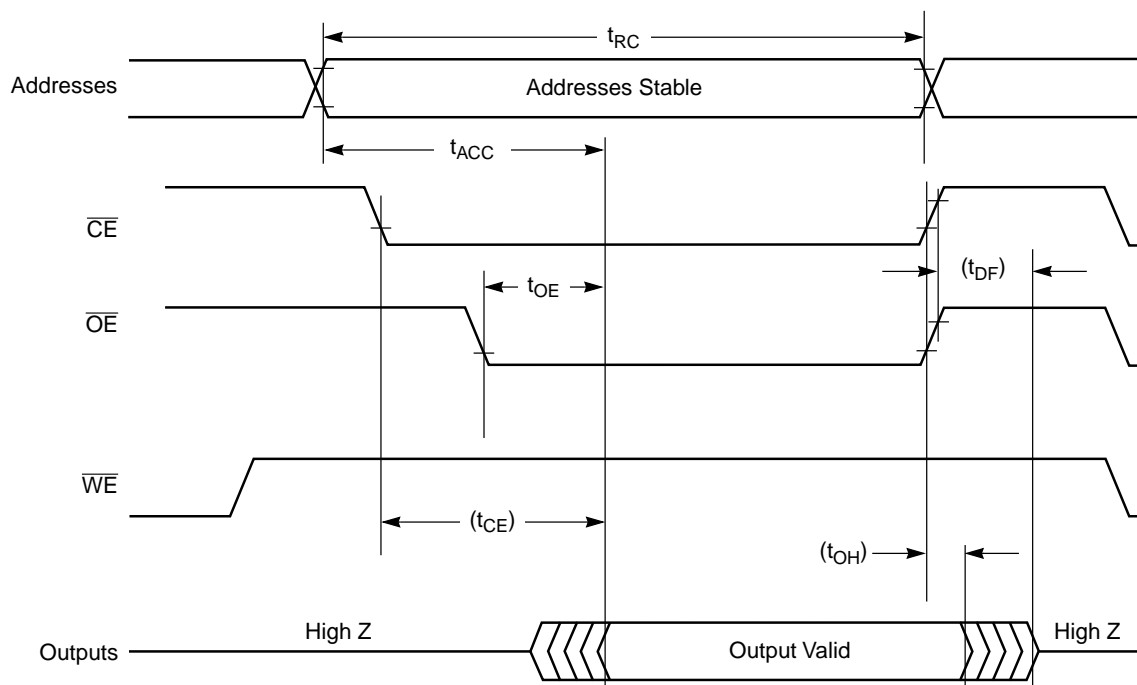 tRC
Addresses
Addresses Stable
tACC
CE
(tDF)
tOE
OE
WE
(tCE)
(tOH)
High Z
High Z
Outputs
Output Valid